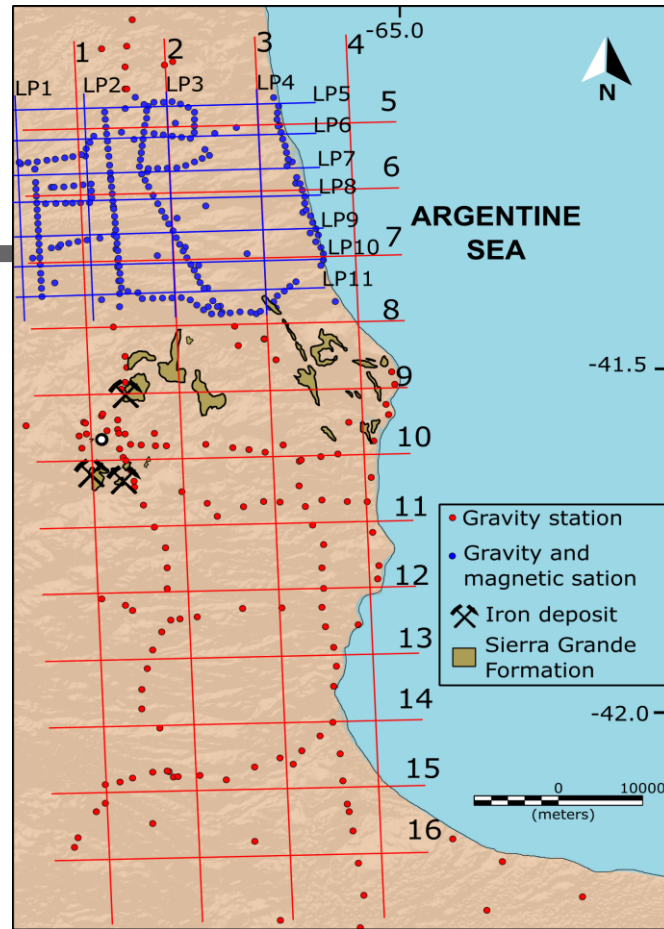 -65.0
1
2
3
4
LP1
LP2
LP3
LP4
LP5
5
LP6
LP7
6
LP8
LP9
7
LP10
LP11
8
N
ARGENTINE
SEA
-41.5
9
10
11
12
13
14
15
16
Gravity station
Gravity and
magnetic sation
Iron deposit
Sierra Grande
Formation
-42.0
0
10000
(meters)